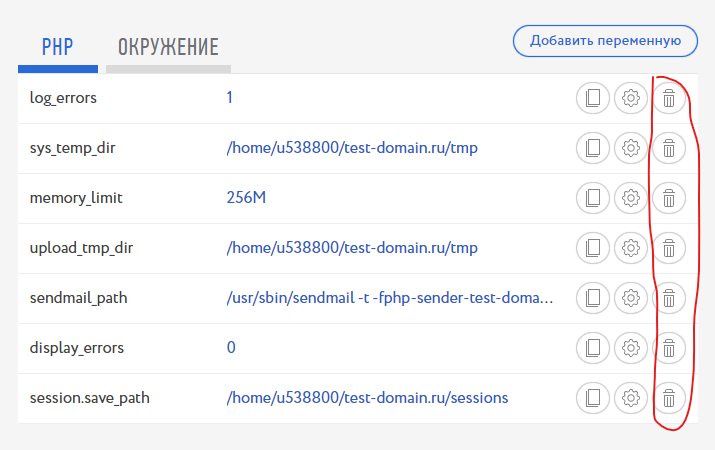 PHP ОКРУЖЕНИЕ Добавить переменную
log_errors 1
sys_temp_dir /home/u538800/test-domain.ru/tmp
memory_limit 256M
upload_tmp_dir /home/u538800/test-domain.ru/tmp
sendmail_path /usr/sbin/sendmail -t -fphp-sender-test-doma...
display_errors 0
session.save_path /home/u538800/test-domain.ru/sessions